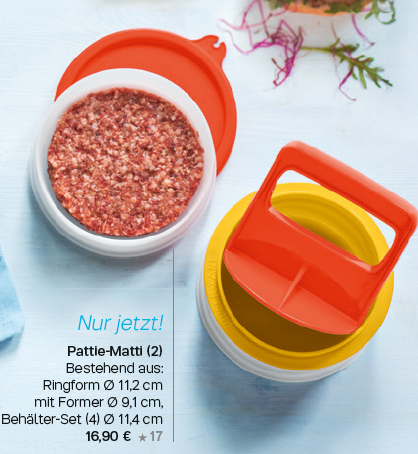 Nur jetzt!
Pattie-Matti (2)
Bestehend aus:
Ringform Ø 11,2 cm
mit Former Ø 9,1 cm,
Behälter-Set (4) Ø 11,4 cm
16,90 € ★17